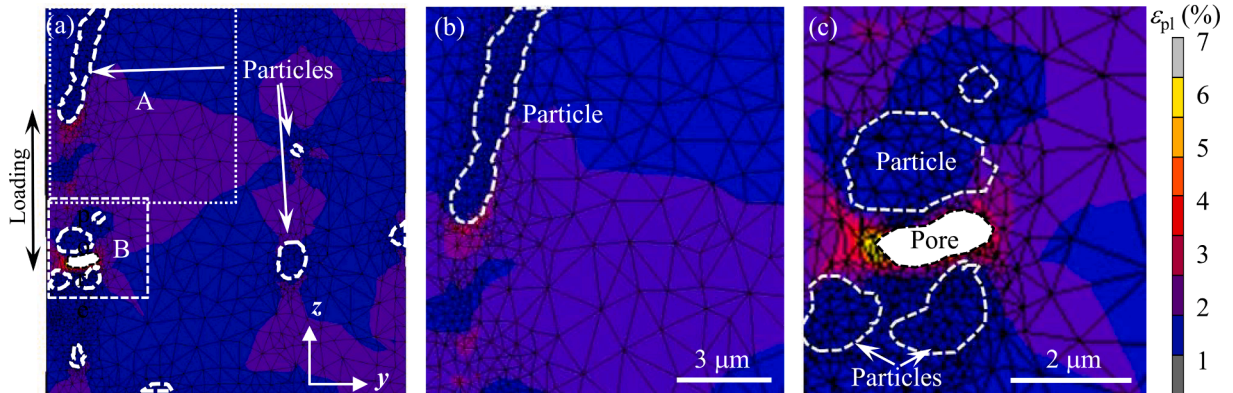 (a)
Particles
A
Loading
B
z
y
(b)
Particle
3 μm
(c)
Particle
Pore
Particles
2 μm
εpl (%)
7
6
5
4
3
2
1